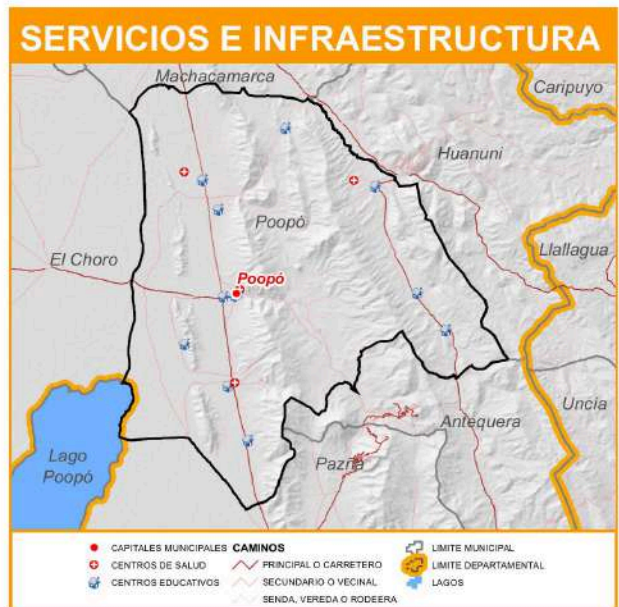 SERVICIOS E INFRAESTRUCTURA
Machacamarca
Caripuyo
Huanuni
Poopó
Llallagua
El Choro
Poopó
Uncía
Antequera
Lago
Poopó
Pazña
CAPITALES MUNICIPALES
CENTROS DE SALUD
CENTROS EDUCATIVOS
CAMINOS
PRINCIPAL O CARRETERO
SECUNDARIO O VECINAL
SENDA, VEREDA O RODEERA
LIMITE MUNICIPAL
LIMITE DEPARTAMENTAL
LAGOS